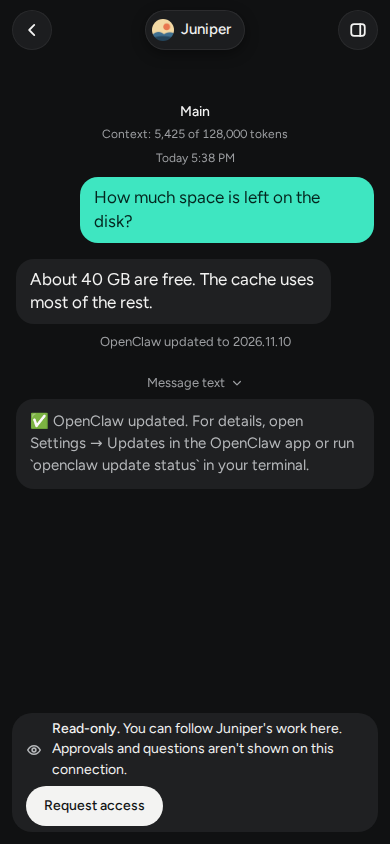 Juniper
Main
Context: 5,425 of 128,000 tokens
Today 5:38 PM
How much space is left on the
disk?
About 40 GB are free. The cache uses
most of the rest.
OpenClaw updated to 2026.11.10
Message text
✅ OpenClaw updated. For details, open
Settings → Updates in the OpenClaw app or run
`openclaw update status` in your terminal.
Read-only. You can follow Juniper's work here.
Approvals and questions aren't shown on this
connection.
Request access